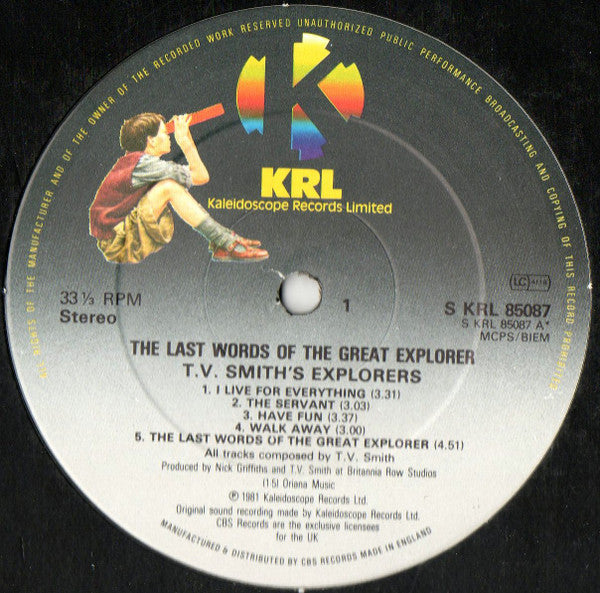 ALL RIGHTS OF THE MANUFACTURER AND OF THE OWNER OF THE RECORDED WORK RESERVED UNAUTHORIZED PUBLIC PERFORMANCE BROADCASTING AND COPYING OF THIS RECORD PROHIBITED
K
KRL
Kaleidoscope Records Limited
33⅓ RPM
Stereo
1
LC
S KRL 85087
S KRL 85087 A*
MCPS/BIEM
THE LAST WORDS OF THE GREAT EXPLORER
T.V. SMITH'S EXPLORERS
1. I LIVE FOR EVERYTHING (3.31)
2. THE SERVANT (3.03)
3. HAVE FUN (3.37)
4. WALK AWAY (3.00)
5. THE LAST WORDS OF THE GREAT EXPLORER (4.51)
All tracks composed by T.V. Smith
Produced by Nick Griffiths and T.V. Smith at Britannia Row Studios
(1 5) Oriana Music
℗ 1981 Kaleidoscope Records Ltd.
Original sound recording made by Kaleidoscope Records Ltd.
CBS Records are the exclusive licensees
for the UK
MANUFACTURED & DISTRIBUTED BY CBS RECORDS MADE IN ENGLAND